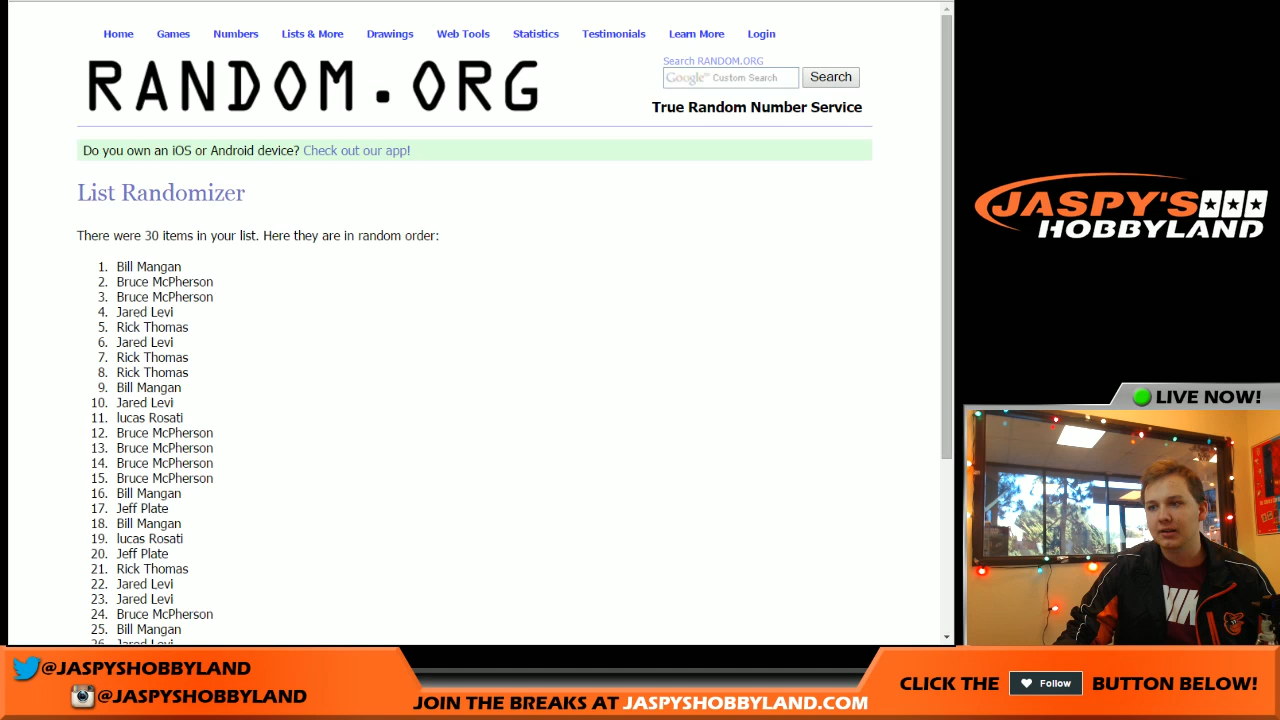 Home Games Numbers Lists & More Drawings Web Tools Statistics Testimonials Learn More Login
RANDOM.ORG
Search RANDOM.ORG
Google™ Custom Search Search
True Random Number Service
Do you own an iOS or Android device? Check out our app!
List Randomizer
There were 30 items in your list. Here they are in random order:
1. Bill Mangan
2. Bruce McPherson
3. Bruce McPherson
4. Jared Levi
5. Rick Thomas
6. Jared Levi
7. Rick Thomas
8. Rick Thomas
9. Bill Mangan
10. Jared Levi
11. lucas Rosati
12. Bruce McPherson
13. Bruce McPherson
14. Bruce McPherson
15. Bruce McPherson
16. Bill Mangan
17. Jeff Plate
18. Bill Mangan
19. lucas Rosati
20. Jeff Plate
21. Rick Thomas
22. Jared Levi
23. Jared Levi
24. Bruce McPherson
25. Bill Mangan
26. Jared Levi
JASPY'S
HOBBYLAND
LIVE NOW!
@JASPYSHOBBYLAND
@JASPYSHOBBYLAND
JOIN THE BREAKS AT JASPYSHOBBYLAND.COM
CLICK THE Follow BUTTON BELOW!